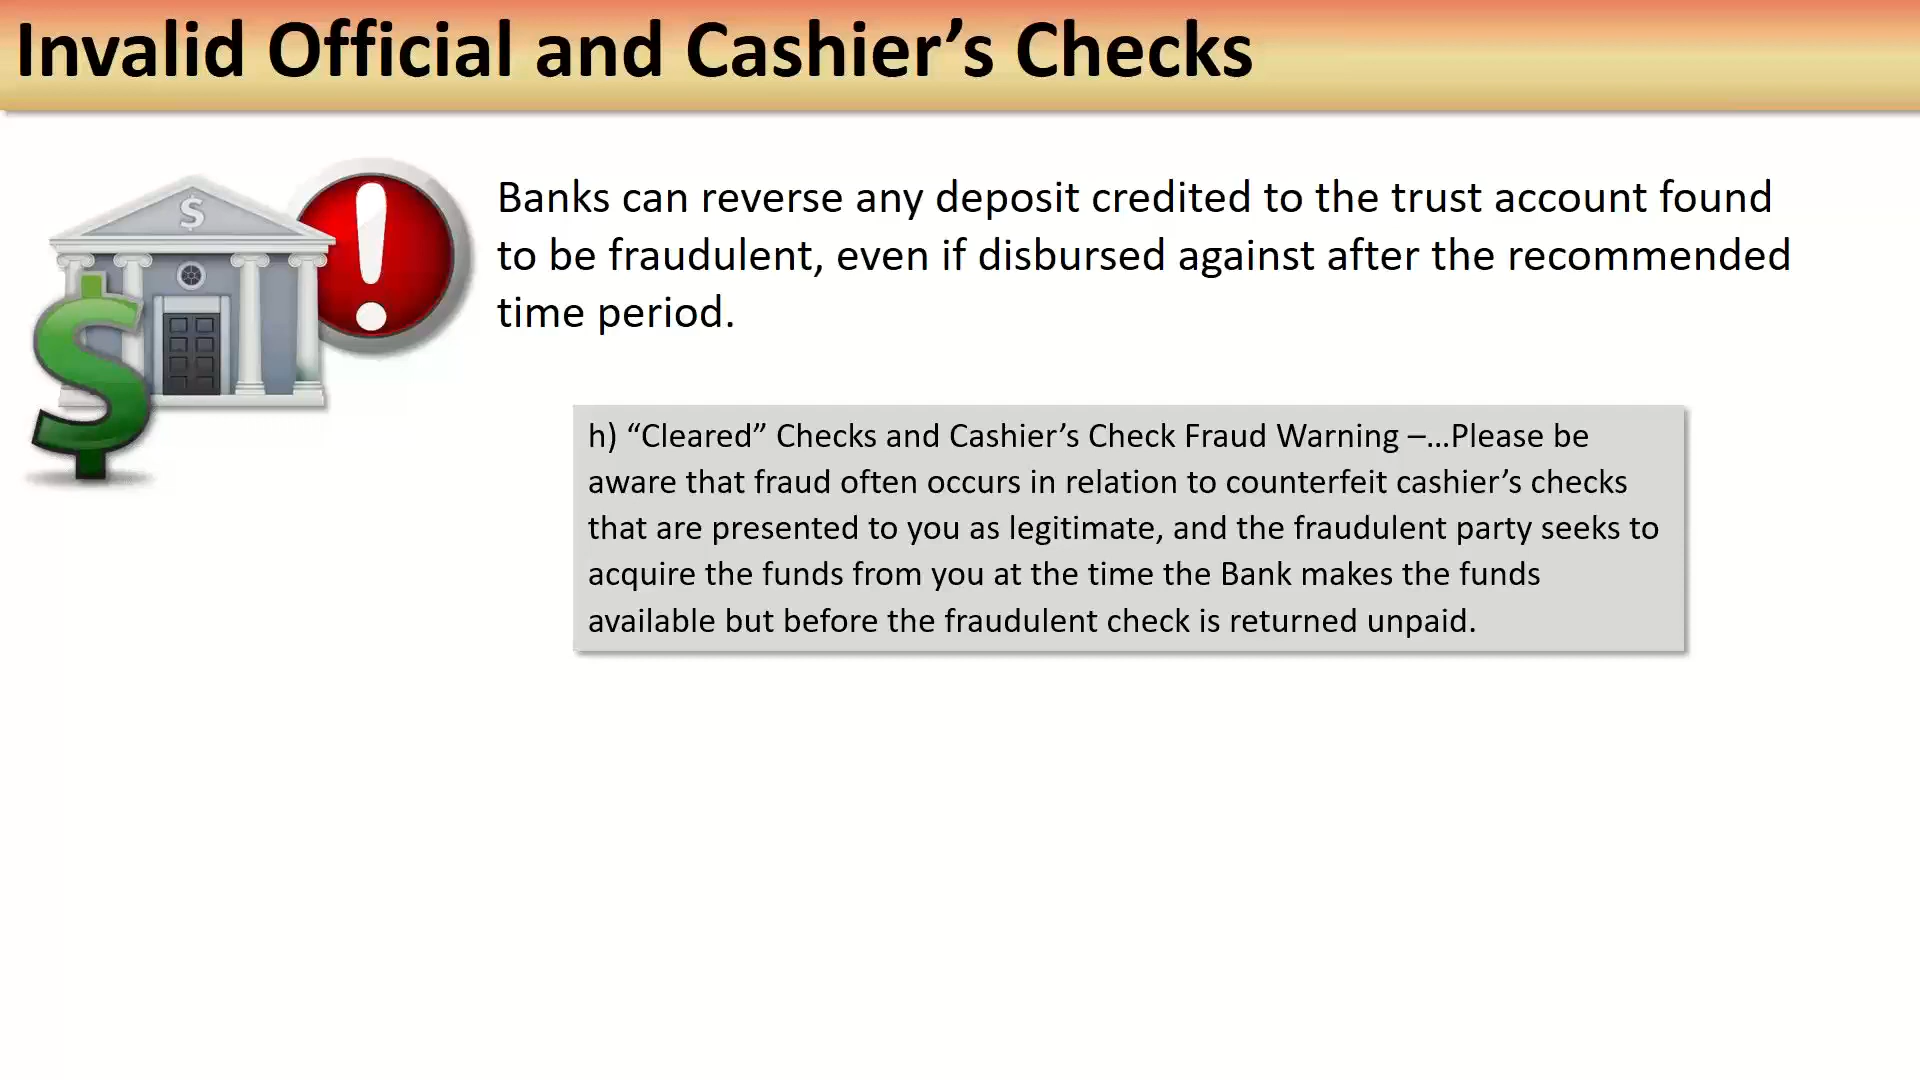 Invalid Official and Cashier’s Checks
$
Banks can reverse any deposit credited to the trust account found
to be fraudulent, even if disbursed against after the recommended
time period.
$
h) “Cleared” Checks and Cashier’s Check Fraud Warning –…Please be
aware that fraud often occurs in relation to counterfeit cashier’s checks
that are presented to you as legitimate, and the fraudulent party seeks to
acquire the funds from you at the time the Bank makes the funds
available but before the fraudulent check is returned unpaid.